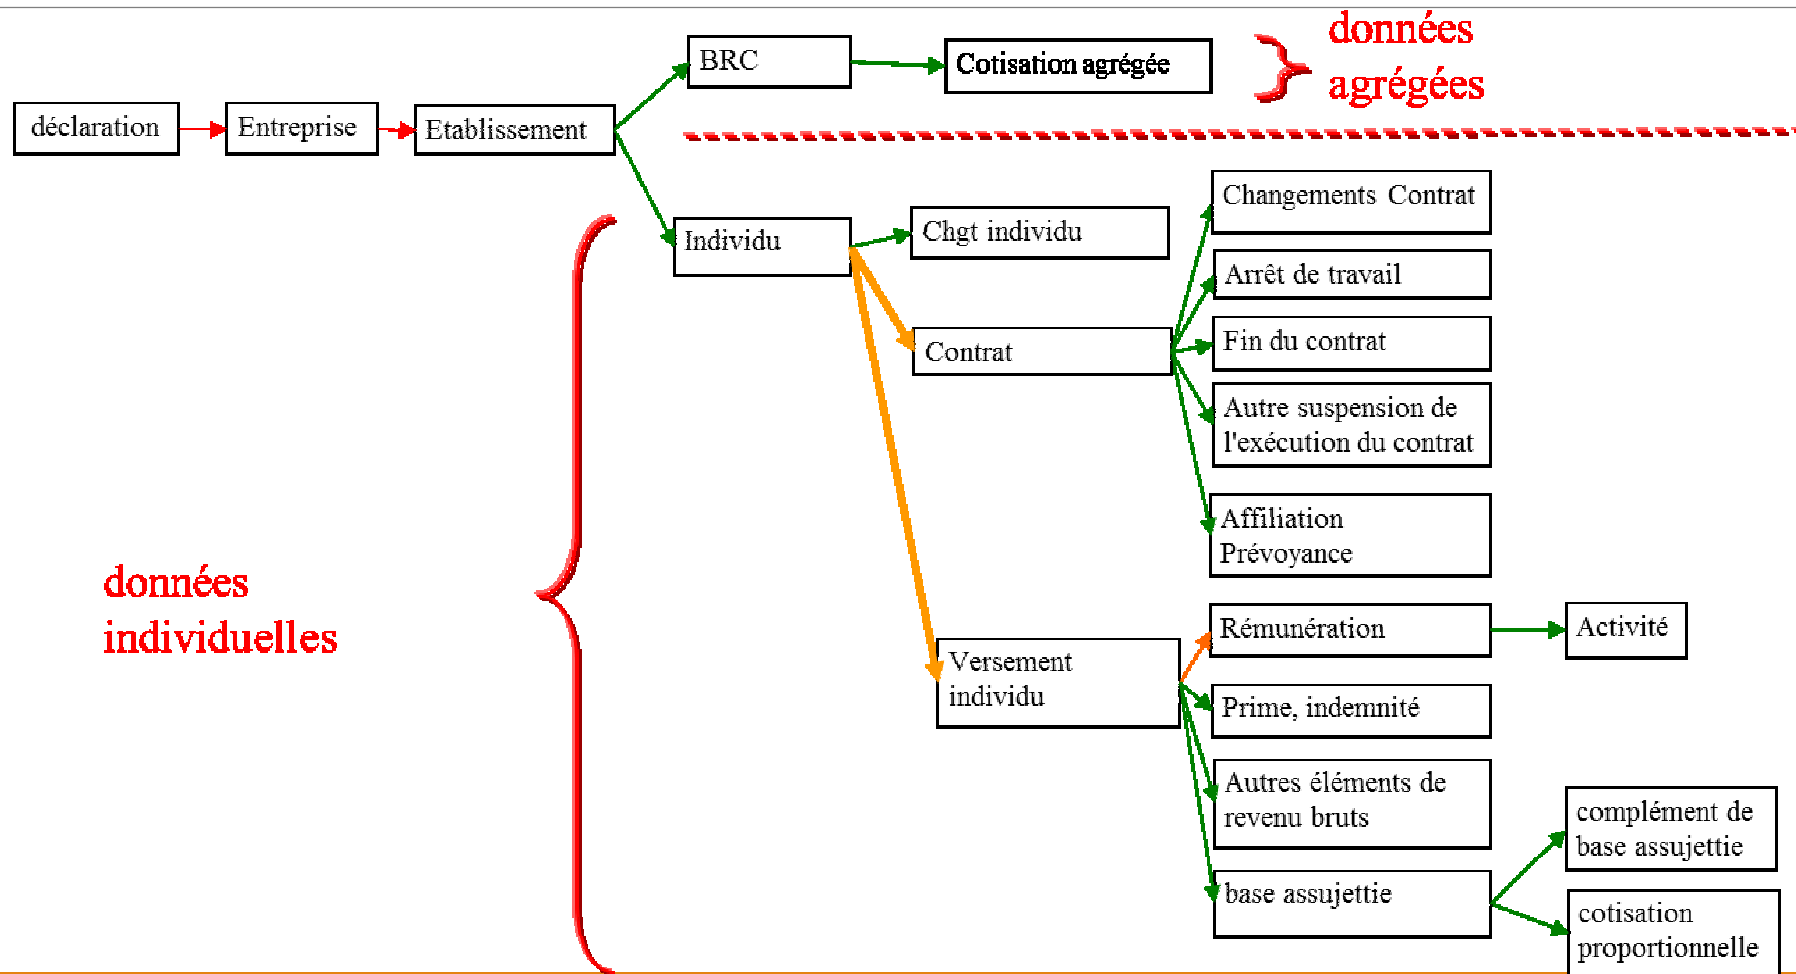 données
agrégées
BRC
Cotisation agrégée
déclaration
Entreprise
Etablissement
Individu
Chgt individu
Changements Contrat
Arrêt de travail
Contrat
Fin du contrat
Autre suspension de
l'exécution du contrat
Affiliation
Prévoyance
données
individuelles
Versement
individu
Rémunération
Activité
Prime, indemnité
Autres éléments de
revenu bruts
base assujettie
complément de
base assujettie
cotisation
proportionnelle